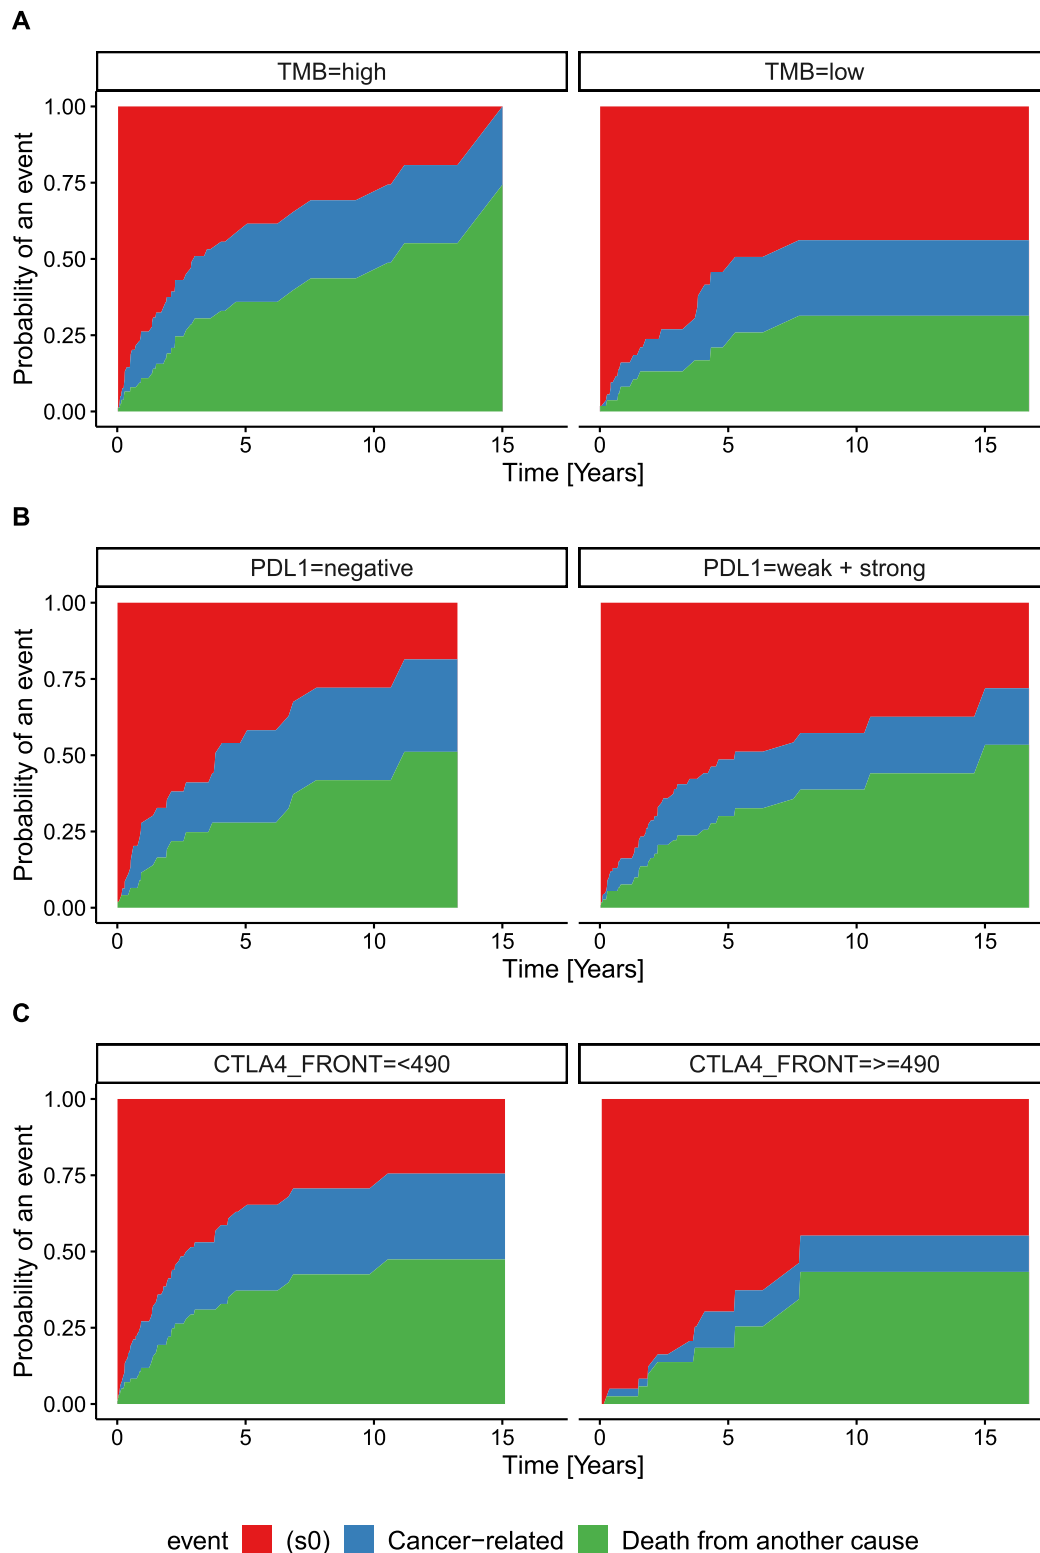 A
TMB=high TMB=low
1.00
0.75
0.50
0.25
0.00
Probability of an event
0 5 10 15 0 5 10 15
Time [Years]
B
PDL1=negative PDL1=weak + strong
1.00
0.75
0.50
0.25
0.00
Probability of an event
0 5 10 15 0 5 10 15
Time [Years]
C
CTLA4_FRONT=<490 CTLA4_FRONT=>=490
1.00
0.75
0.50
0.25
0.00
Probability of an event
0 5 10 15 0 5 10 15
Time [Years]
event (s0) Cancer−related Death from another cause